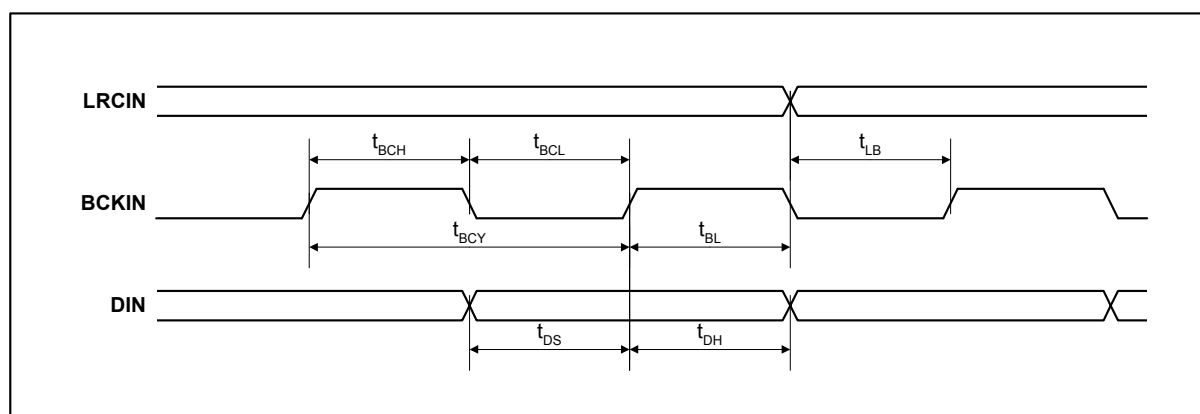 LRCIN
t_BCH t_BCL t_LB
BCKIN
t_BCY t_BL
DIN
t_DS t_DH